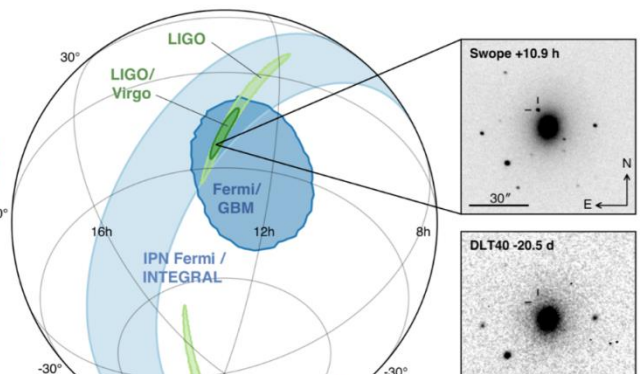 30°
LIGO
LIGO/
Virgo
Fermi/
GBM
16h
12h
8h
IPN Fermi /
INTEGRAL
-30°
-30°
Swope +10.9 h
N
30"
E
DLT40 -20.5 d